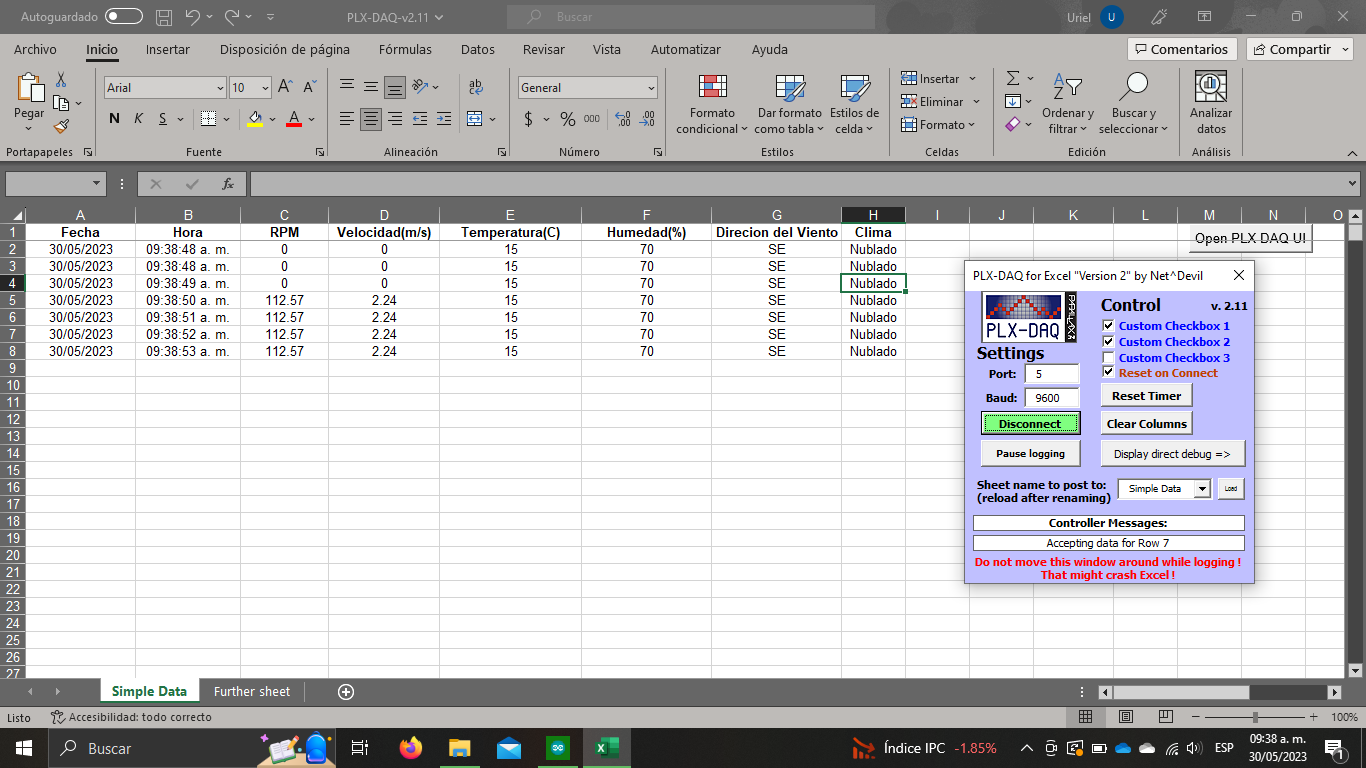 Autoguardado PLX-DAQ-v2.11 Buscar Uriel U
Archivo Inicio Insertar Disposición de página Fórmulas Datos Revisar Vista Automatizar Ayuda Comentarios Compartir
Pegar
Arial 10
N K S
ab
General
$ % 000
Formato condicional
Dar formato como tabla
Estilos de celda
Insertar
Eliminar
Formato
Ordenar y filtrar
Buscar y seleccionar
Analizar datos
Portapapeles Fuente Alineación Número Estilos Celdas Edición Análisis
fx
A B C D E F G H I J K L M N O
1 Fecha Hora RPM Velocidad(m/s) Temperatura(C) Humedad(%) Direcion del Viento Clima
2 30/05/2023 09:38:48 a. m. 0 0 15 70 SE Nublado
3 30/05/2023 09:38:48 a. m. 0 0 15 70 SE Nublado
4 30/05/2023 09:38:49 a. m. 0 0 15 70 SE Nublado
5 30/05/2023 09:38:50 a. m. 112.57 2.24 15 70 SE Nublado
6 30/05/2023 09:38:51 a. m. 112.57 2.24 15 70 SE Nublado
7 30/05/2023 09:38:52 a. m. 112.57 2.24 15 70 SE Nublado
8 30/05/2023 09:38:53 a. m. 112.57 2.24 15 70 SE Nublado
9
10
11
12
13
14
15
16
17
18
19
20
21
22
23
24
25
26
27
Open PLX DAQ UI
PLX-DAQ for Excel "Version 2" by Net^Devil
PARALLAX
PLX-DAQ
Control v. 2.11
Custom Checkbox 1
Custom Checkbox 2
Custom Checkbox 3
Reset on Connect
Settings
Port: 5
Baud: 9600
Reset Timer
Disconnect
Clear Columns
Pause logging
Display direct debug =>
Sheet name to post to:
(reload after renaming)
Simple Data
Load
Controller Messages:
Accepting data for Row 7
Do not move this window around while logging !
That might crash Excel !
Simple Data Further sheet
Listo Accesibilidad: todo correcto 100%
Buscar Índice IPC -1.85% ESP 09:38 a. m.
30/05/2023
1